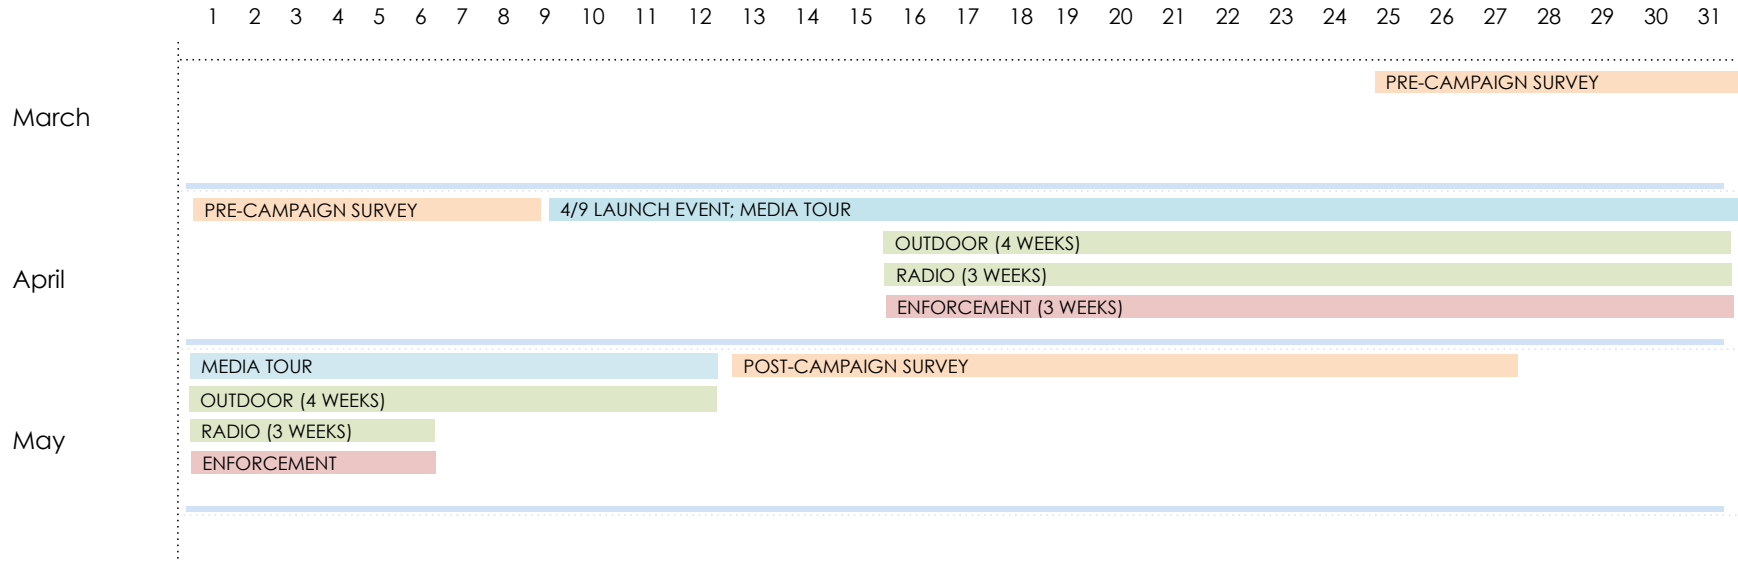 1 2 3 4 5 6 7 8 9 10 11 12 13 14 15 16 17 18 19 20 21 22 23 24 25 26 27 28 29 30 31
PRE-CAMPAIGN SURVEY
March
PRE-CAMPAIGN SURVEY 4/9 LAUNCH EVENT; MEDIA TOUR
OUTDOOR (4 WEEKS)
April
RADIO (3 WEEKS)
ENFORCEMENT (3 WEEKS)
MEDIA TOUR POST-CAMPAIGN SURVEY
OUTDOOR (4 WEEKS)
RADIO (3 WEEKS)
May
ENFORCEMENT